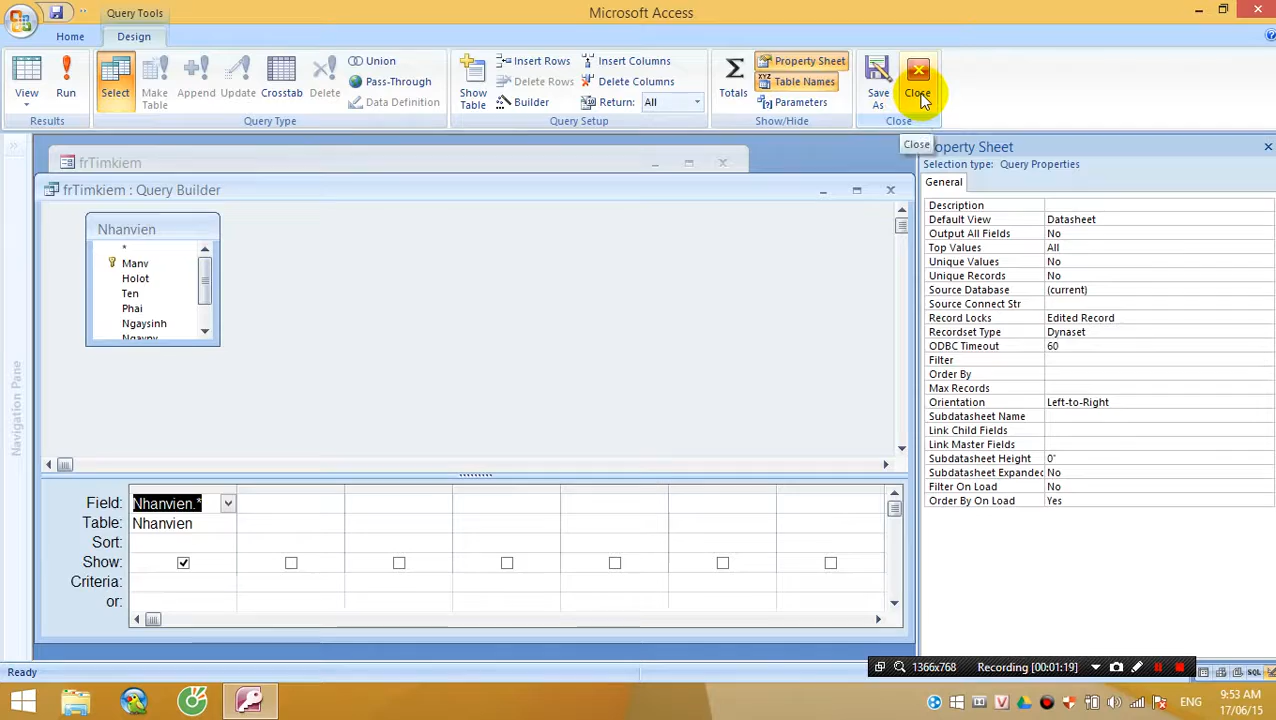 Query Tools
Microsoft Access
Home
Design
View
Run
Select
Make Table
Append
Update
Crosstab
Delete
Union
Pass-Through
Data Definition
Show Table
Insert Rows
Delete Rows
Builder
Insert Columns
Delete Columns
Return: All
Totals
Property Sheet
Table Names
Parameters
Save As
Close
Results
Query Type
Query Setup
Show/Hide
Close
Close
frTimkiem
frTimkiem : Query Builder
Nhanvien
*
Manv
Holot
Ten
Phai
Ngaysinh
Navigation Pane
Field: Nhanvien.*
Table: Nhanvien
Sort:
Show:
Criteria:
or:
operty Sheet
Selection type: Query Properties
General
Description
Default View Datasheet
Output All Fields No
Top Values All
Unique Values No
Unique Records No
Source Database (current)
Source Connect Str
Record Locks Edited Record
Recordset Type Dynaset
ODBC Timeout 60
Filter
Order By
Max Records
Orientation Left-to-Right
Subdatasheet Name
Link Child Fields
Link Master Fields
Subdatasheet Height 0"
Subdatasheet Expanded No
Filter On Load No
Order By On Load Yes
Ready
1366x768 Recording [00:01:19]
SQL
ENG
9:53 AM
17/06/15